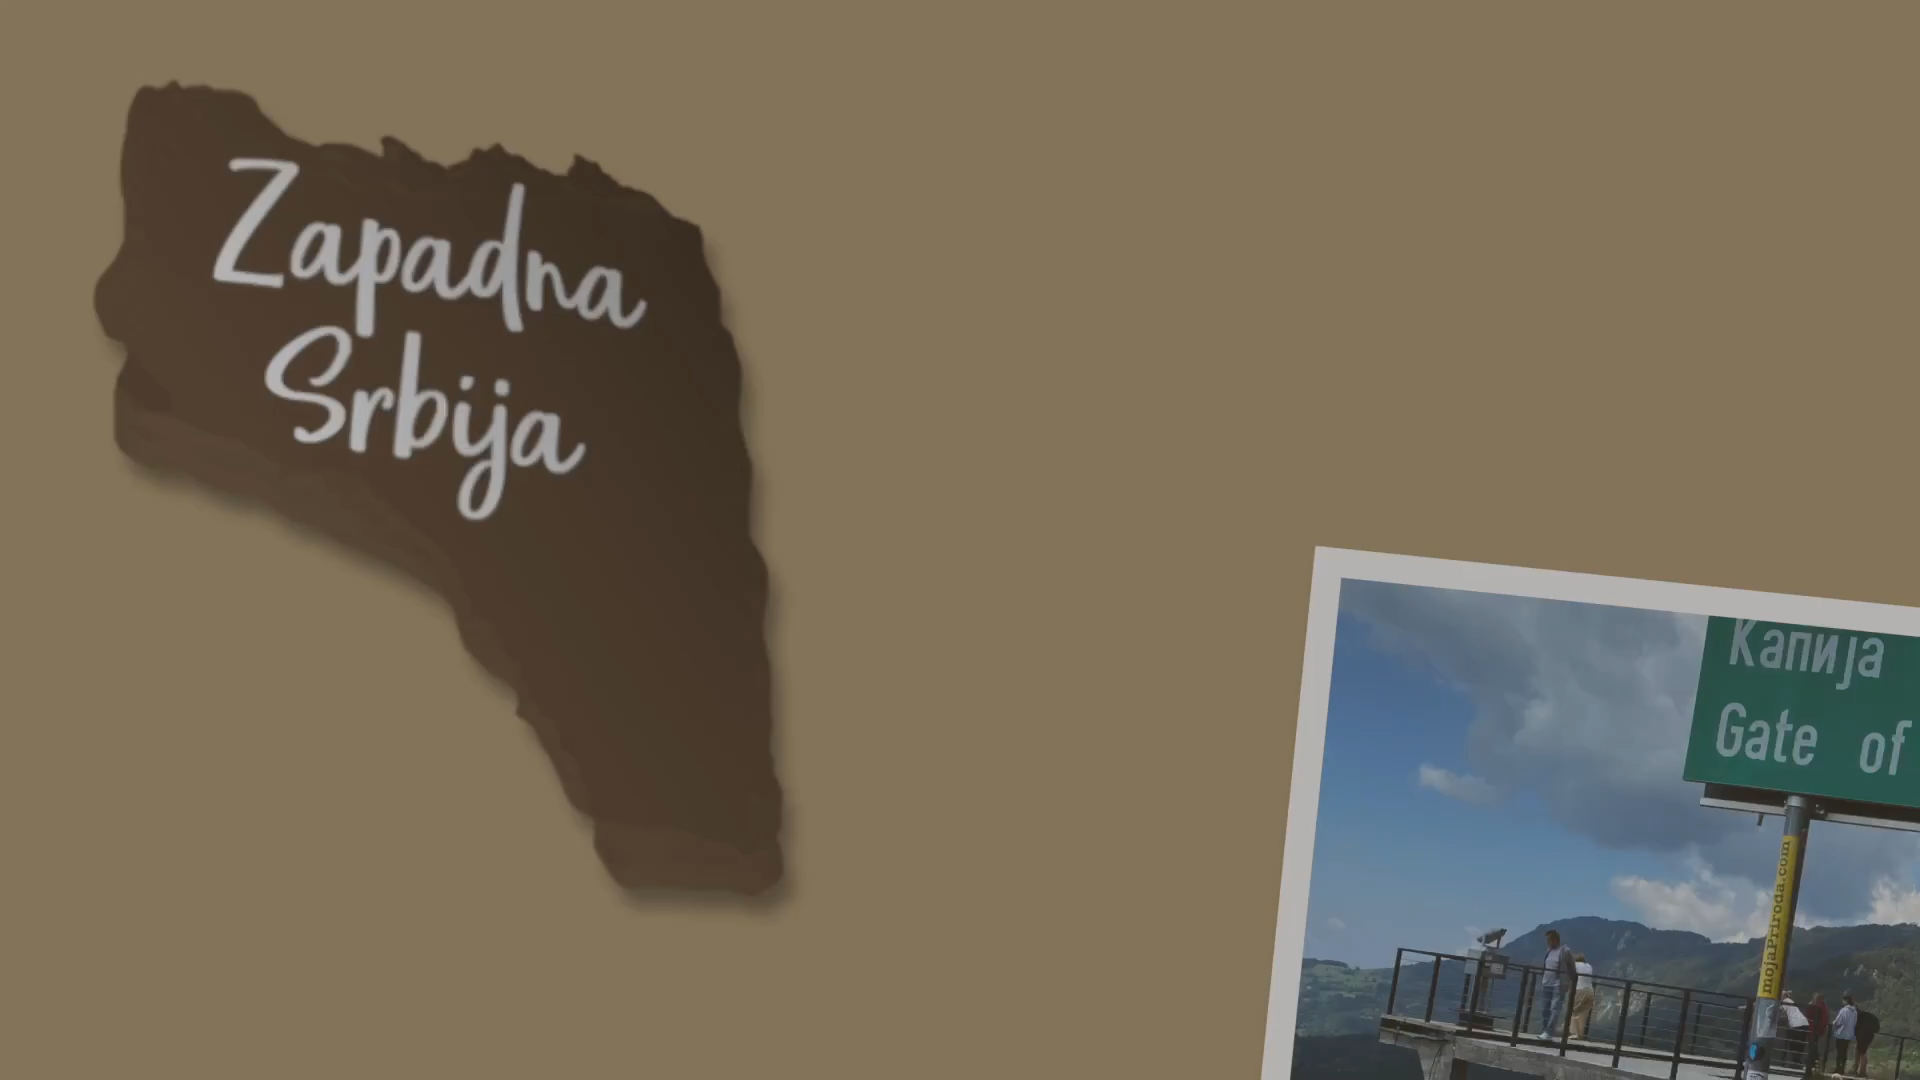 Zapadna
Srbija
Капија
Gate of
mojaPriroda.com